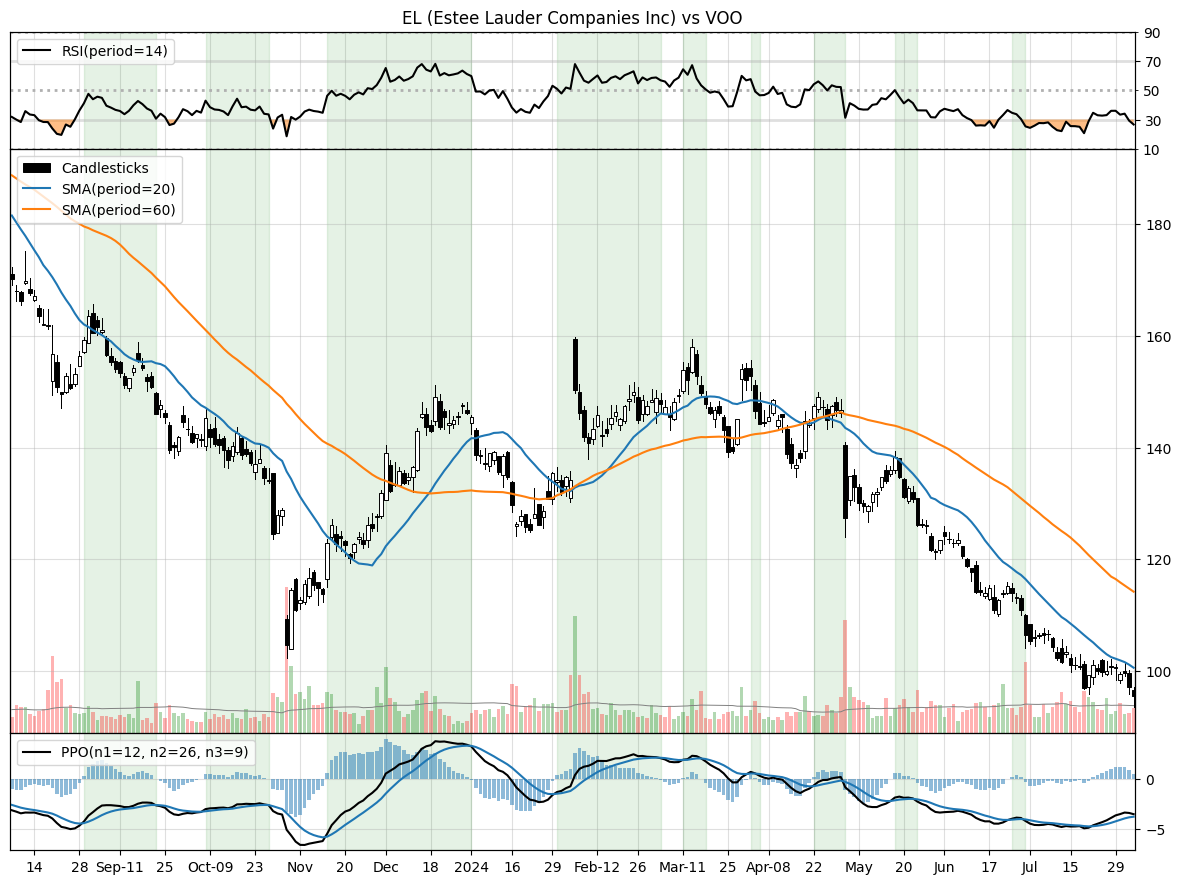 EL (Estee Lauder Companies Inc) vs VOO
RSI(period=14)
90
70
50
30
10
Candlesticks
SMA(period=20)
SMA(period=60)
180
160
140
120
100
PPO(n1=12, n2=26, n3=9)
0
−5
14 28 Sep-11 25 Oct-09 23 Nov 20 Dec 18 2024 16 29 Feb-12 26 Mar-11 25 Apr-08 22 May 20 Jun 17 Jul 15 29